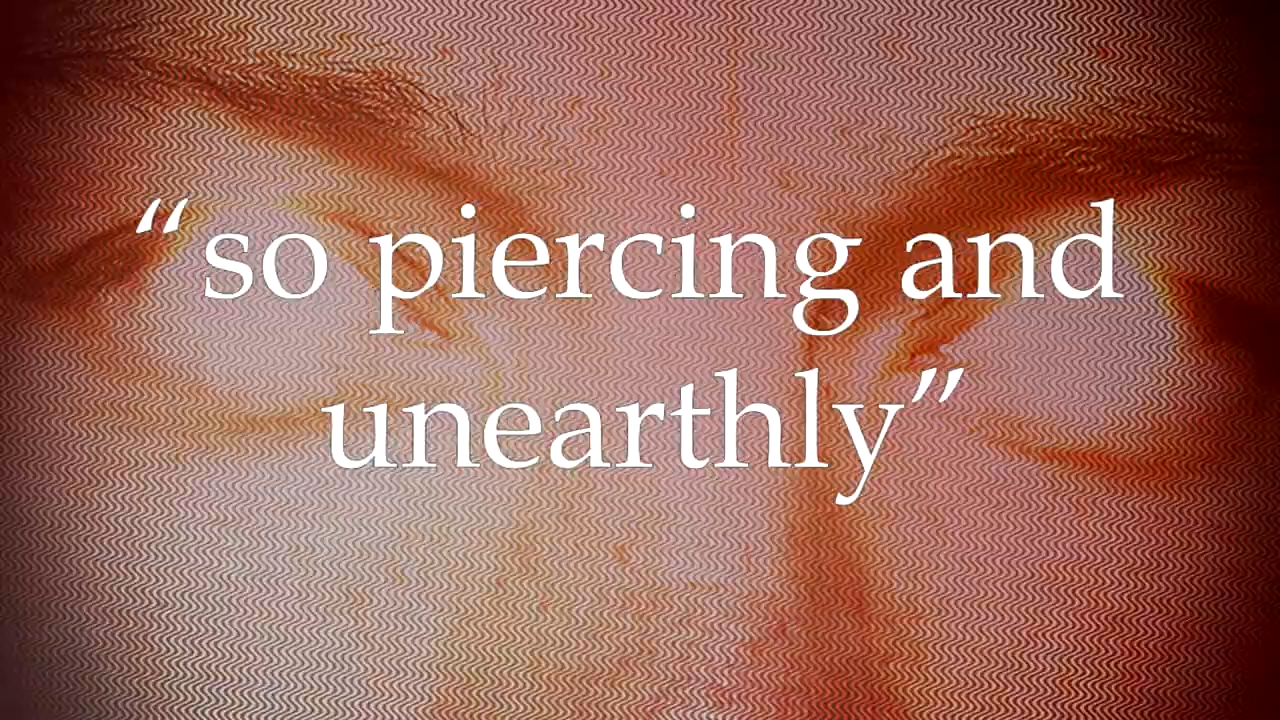 “so piercing and
unearthly”